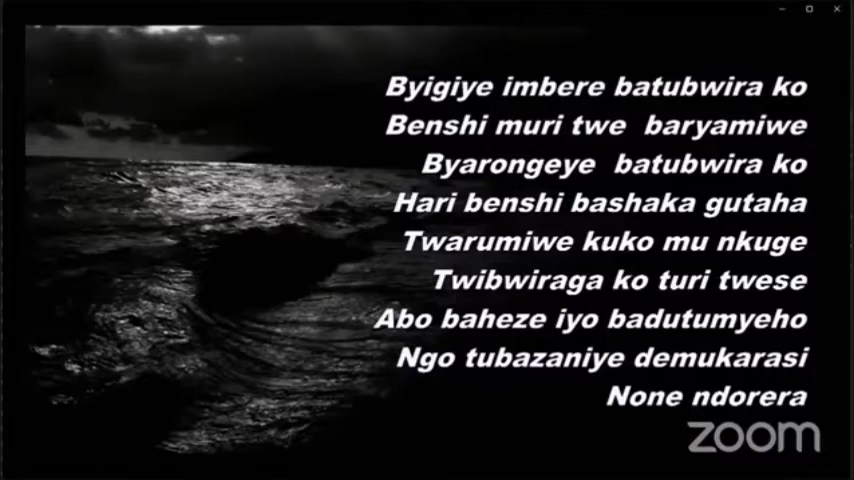 Byigiye imbere batubwira ko
Benshi muri twe baryamiwe
Byarongeye batubwira ko
Hari benshi bashaka gutaha
Twarumiwe kuko mu nkuge
Twibwiraga ko turi twese
Abo baheze iyo badutumyeho
Ngo tubazaniye demukarasi
None ndorera
zoom